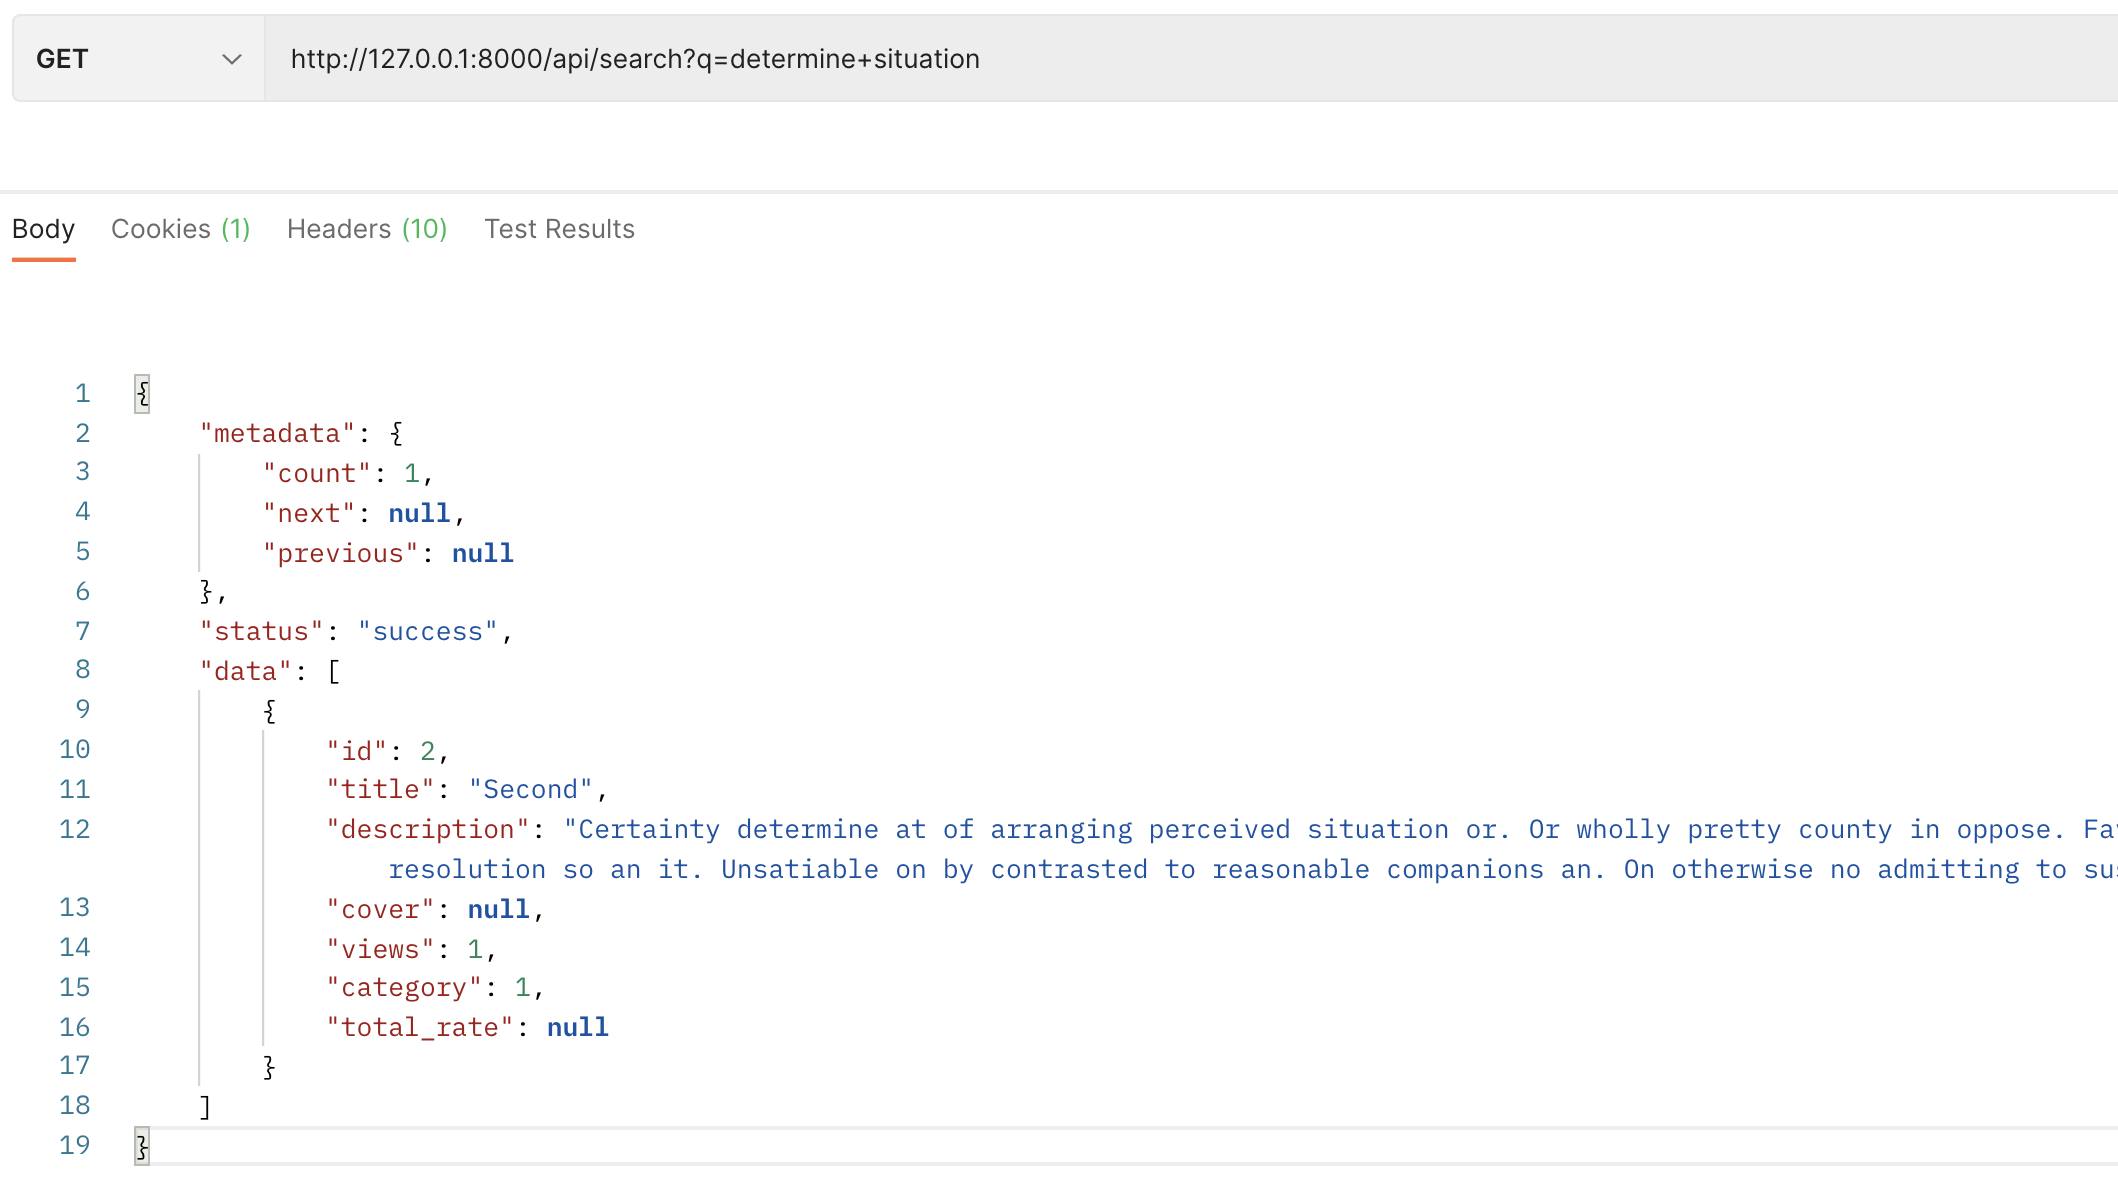 GET http://127.0.0.1:8000/api/search?q=determine+situation
Body Cookies (1) Headers (10) Test Results
1 {
2 "metadata": {
3 "count": 1,
4 "next": null,
5 "previous": null
6 },
7 "status": "success",
8 "data": [
9 {
10 "id": 2,
11 "title": "Second",
12 "description": "Certainty determine at of arranging perceived situation or. Or wholly pretty county in oppose.
resolution so an it. Unsatiable on by contrasted to reasonable companions an. On otherwise no admitting to
13 "cover": null,
14 "views": 1,
15 "category": 1,
16 "total_rate": null
17 }
18 ]
19 }